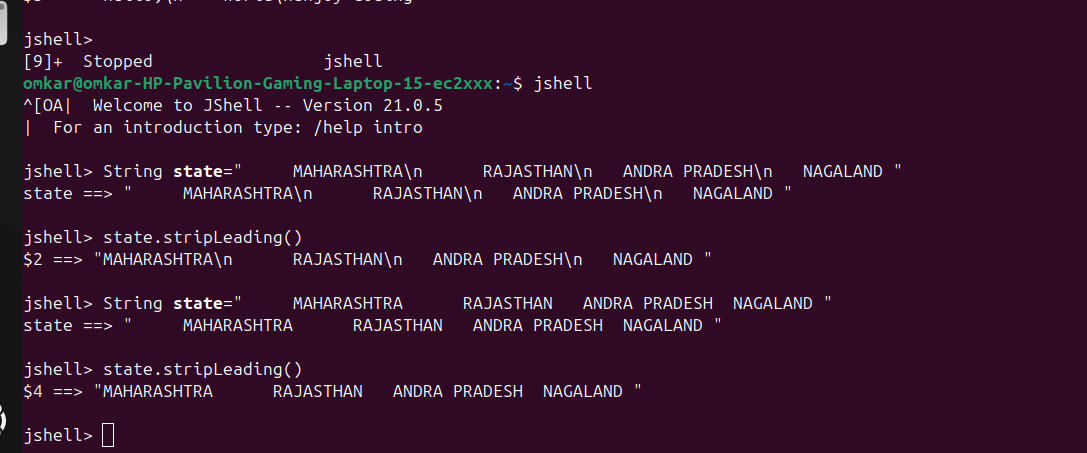 jshell>
[9]+  Stopped                 jshell
omkar@omkar-HP-Pavilion-Gaming-Laptop-15-ec2xxx:~$ jshell
^[OA|  Welcome to JShell -- Version 21.0.5
|  For an introduction type: /help intro
jshell> String state="     MAHARASHTRA\n      RAJASTHAN\n   ANDRA PRADESH\n   NAGALAND "
state ==> "     MAHARASHTRA\n      RAJASTHAN\n   ANDRA PRADESH\n   NAGALAND "
jshell> state.stripLeading()
$2 ==> "MAHARASHTRA\n      RAJASTHAN\n   ANDRA PRADESH\n   NAGALAND "
jshell> String state="     MAHARASHTRA      RAJASTHAN   ANDRA PRADESH  NAGALAND "
state ==> "     MAHARASHTRA      RAJASTHAN   ANDRA PRADESH  NAGALAND "
jshell> state.stripLeading()
$4 ==> "MAHARASHTRA      RAJASTHAN   ANDRA PRADESH  NAGALAND "
jshell>